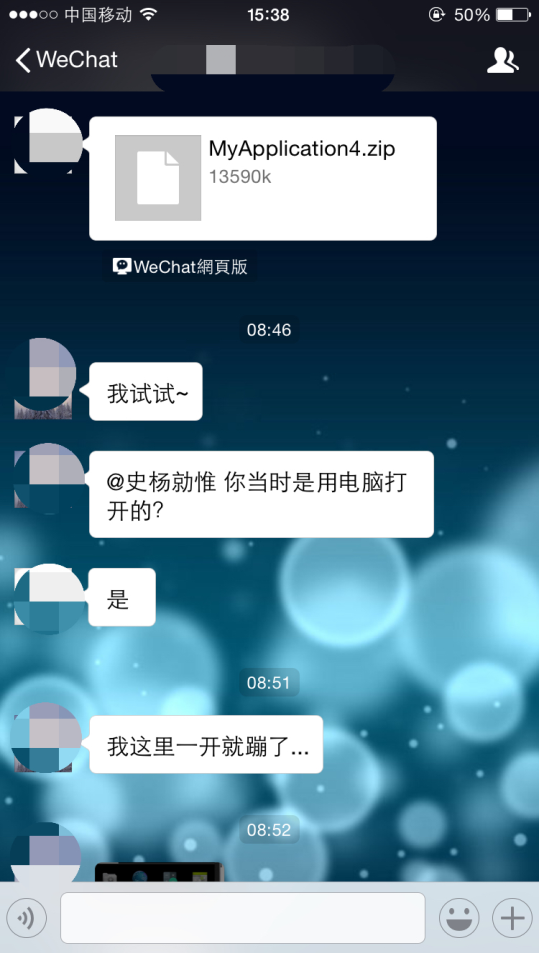 中国移动 15:38 50%
WeChat
MyApplication4.zip
13590k
WeChat網頁版
08:46
我试试~
@史杨勍惟 你当时是用电脑打
开的?
是
08:51
我这里一开就蹦了...
08:52